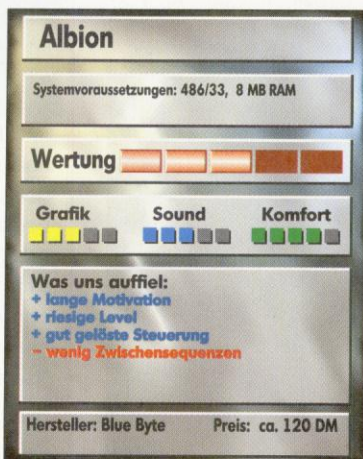 Albion
Systemvoraussetzungen: 486/33, 8 MB RAM
Wertung
Grafik Sound Komfort
Was uns auffiel:
+ lange Motivation
+ riesige Level
+ gut gelöste Steuerung
– wenig Zwischensequenzen
Hersteller: Blue Byte Preis: ca. 120 DM